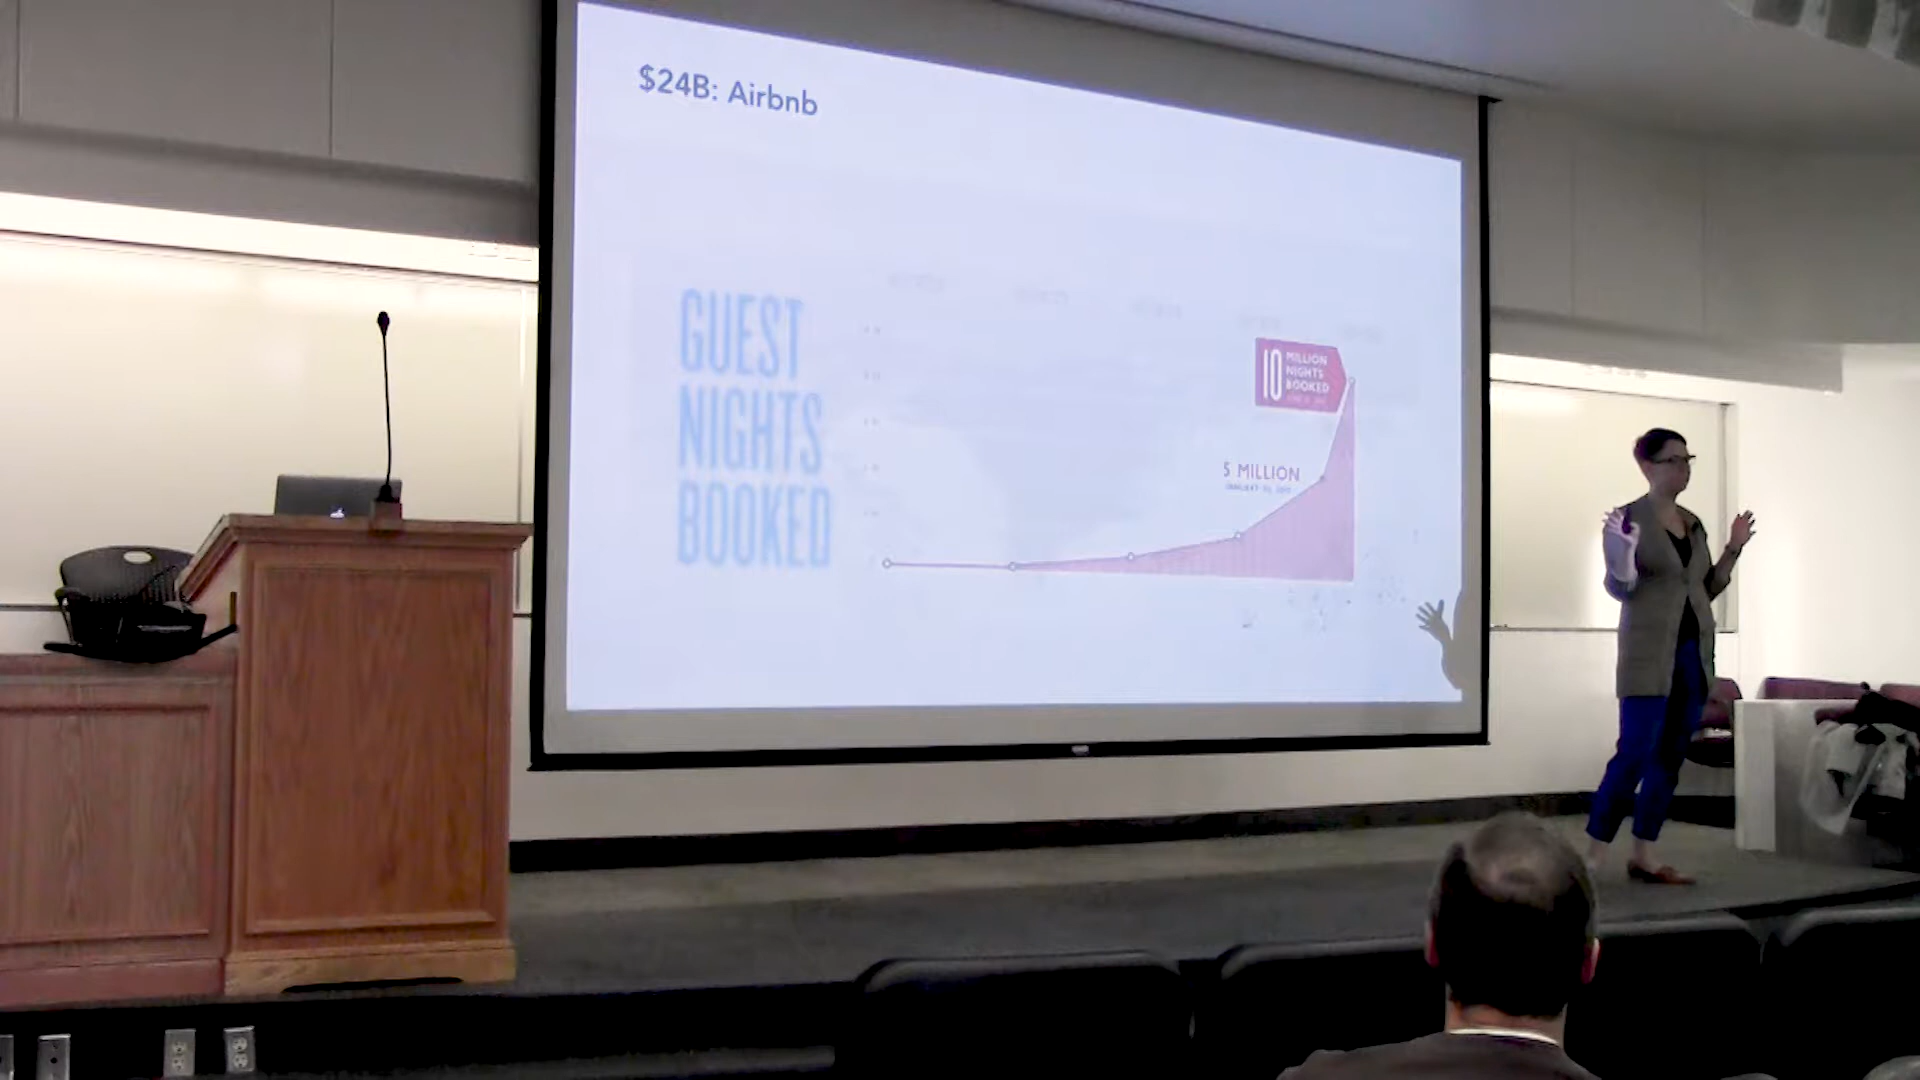 $24B: Airbnb
GUEST
NIGHTS
BOOKED
10 MILLION
NIGHTS
BOOKED
5 MILLION